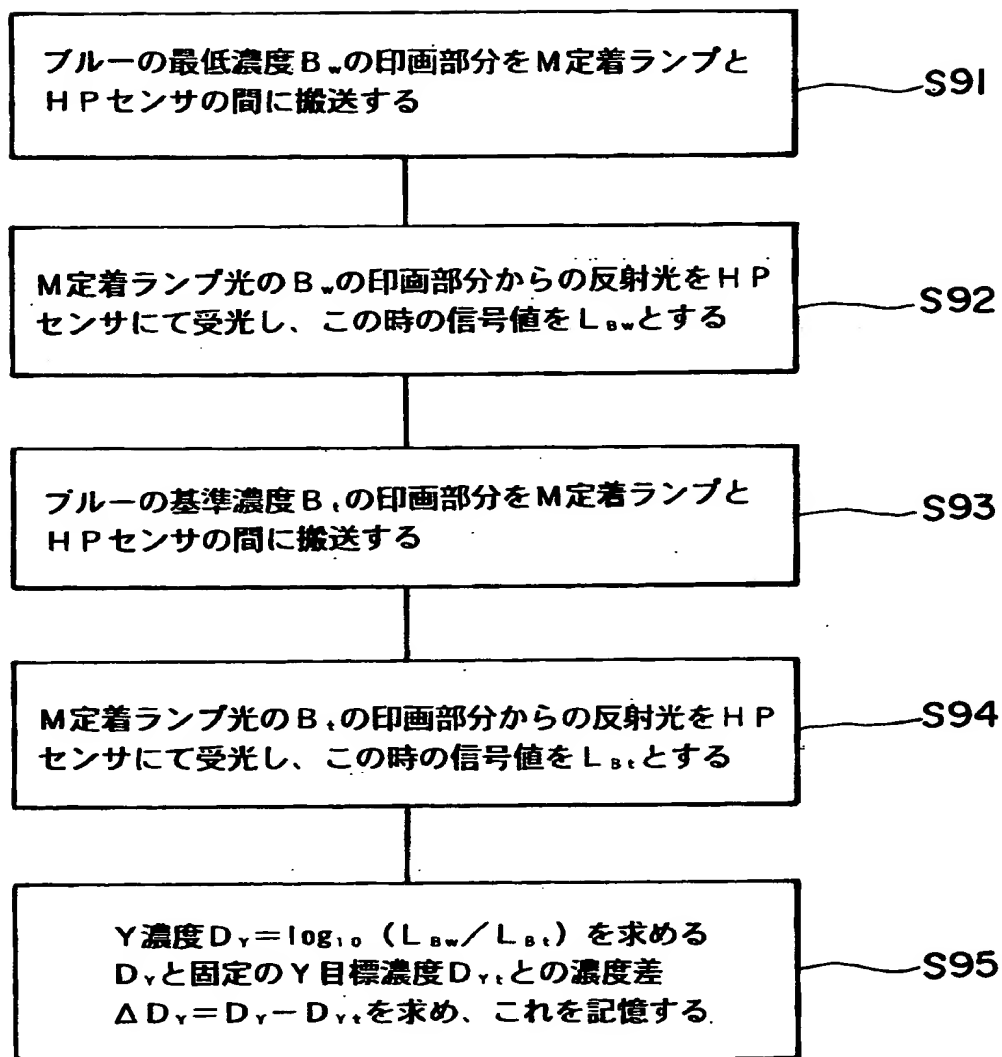 ブルーの最低濃度Bwの印画部分をM定着ランプと
HPセンサの間に搬送する
S91
M定着ランプ光のBwの印画部分からの反射光をHP
センサにて受光し、この時の信号値をLBwとする
S92
ブルーの基準濃度Btの印画部分をM定着ランプと
HPセンサの間に搬送する
S93
M定着ランプ光のBtの印画部分からの反射光をHP
センサにて受光し、この時の信号値をLBtとする
S94
Y濃度DY=log10（LBw/LBt）を求める
DYと固定のY目標濃度DYtとの濃度差
ΔDY=DY−DYtを求め、これを記憶する
S95